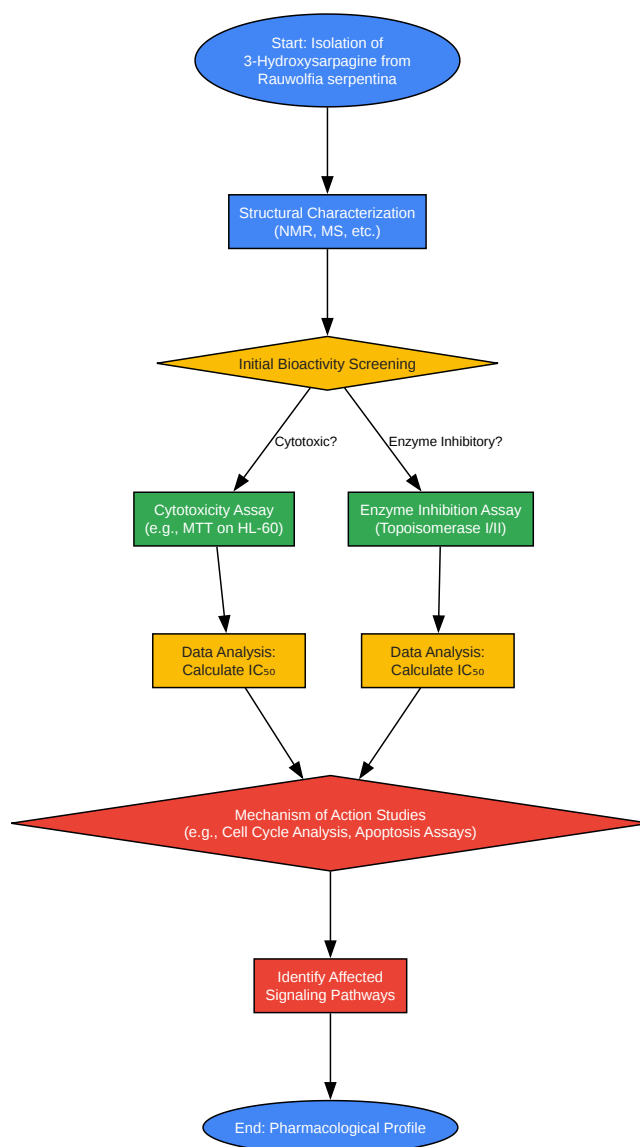 Start: Isolation of
3-Hydroxysarpagine from
Rauwolfia serpentina
Structural Characterization
(NMR, MS, etc.)
Initial Bioactivity Screening
Cytotoxic?
Enzyme Inhibitory?
Cytotoxicity Assay
(e.g., MTT on HL-60)
Enzyme Inhibition Assay
(Topoisomerase I/II)
Data Analysis:
Calculate IC₅₀
Data Analysis:
Calculate IC₅₀
Mechanism of Action Studies
(e.g., Cell Cycle Analysis, Apoptosis Assays)
Identify Affected
Signaling Pathways
End: Pharmacological Profile